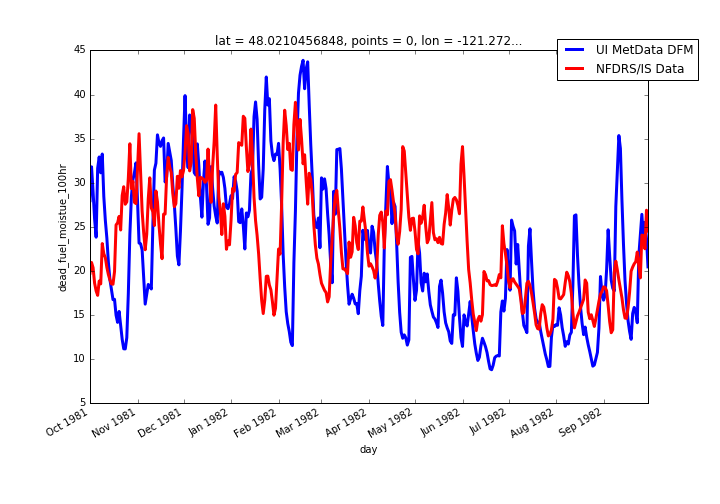 lat = 48.0210456848, points = 0, lon = -121.272...
UI MetData DFM
NFDRS/IS Data
dead_fuel_moistue_100hr
45
40
35
30
25
20
15
10
5
Oct 1981
Nov 1981
Dec 1981
Jan 1982
Feb 1982
Mar 1982
Apr 1982
May 1982
Jun 1982
Jul 1982
Aug 1982
Sep 1982
day